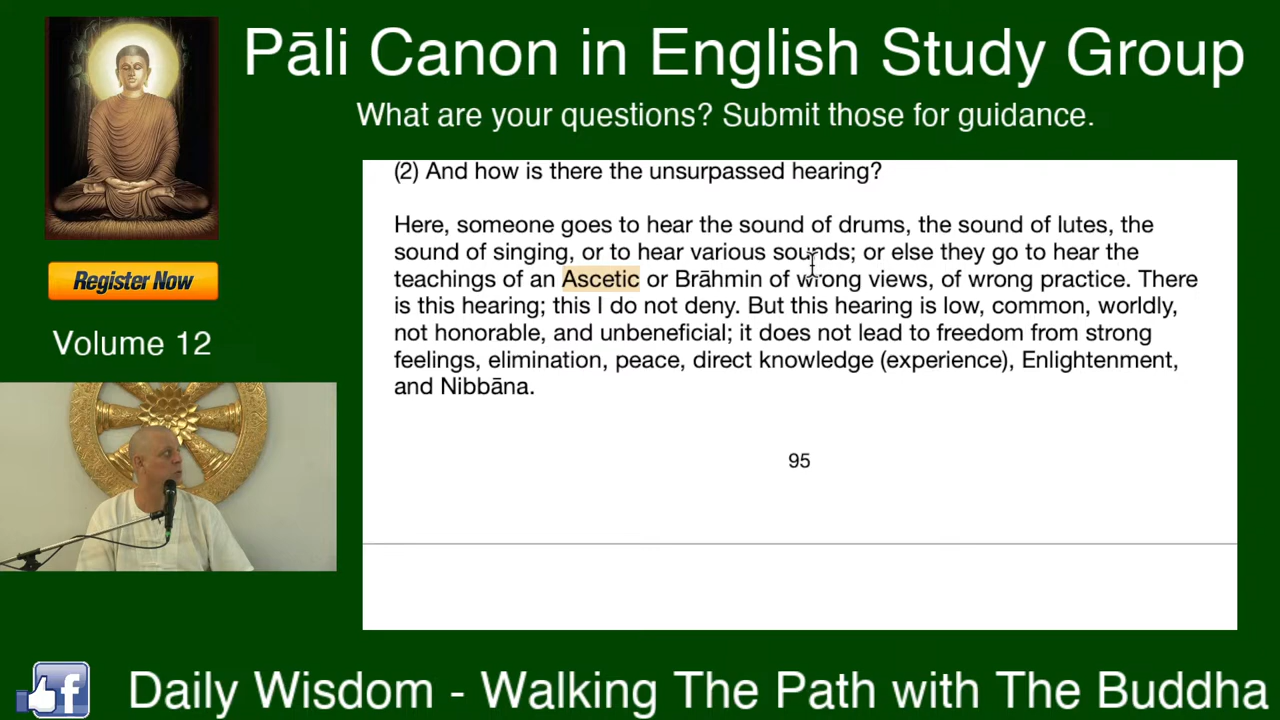 Pāli Canon in English Study Group
What are your questions? Submit those for guidance.
Register Now
Volume 12
(2) And how is there the unsurpassed hearing?
Here, someone goes to hear the sound of drums, the sound of lutes, the
sound of singing, or to hear various sounds; or else they go to hear the
teachings of an Ascetic or Brāhmin of wrong views, of wrong practice. There
is this hearing; this I do not deny. But this hearing is low, common, worldly,
not honorable, and unbeneficial; it does not lead to freedom from strong
feelings, elimination, peace, direct knowledge (experience), Enlightenment,
and Nibbāna.
95
f
Daily Wisdom - Walking The Path with The Buddha